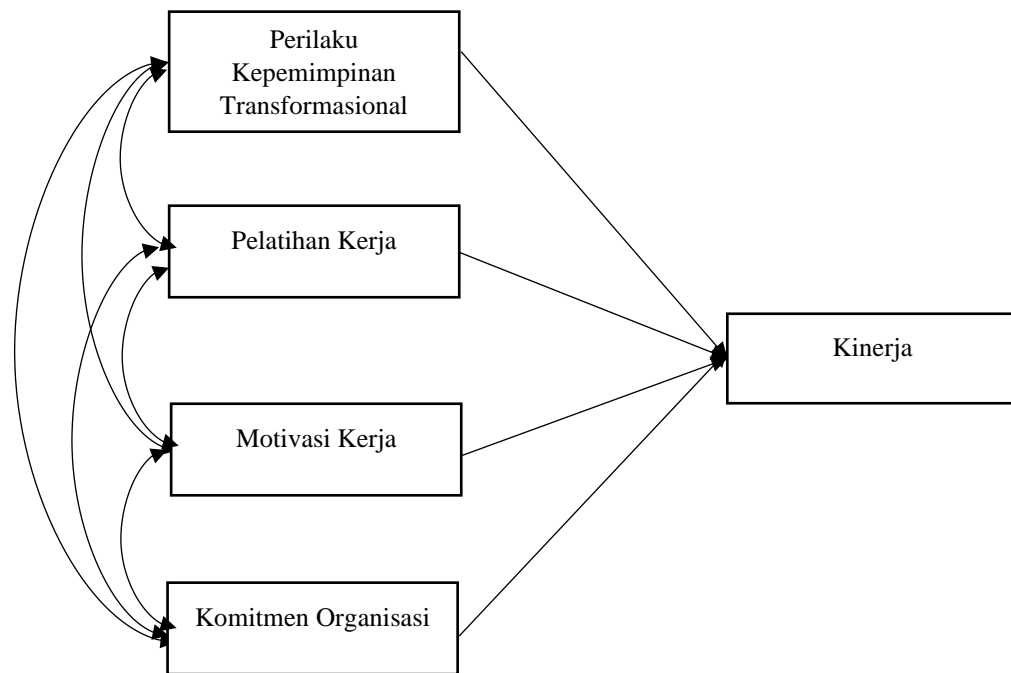 Perilaku
Kepemimpinan
Transformasional
Pelatihan Kerja
Kinerja
Motivasi Kerja
Komitmen Organisasi